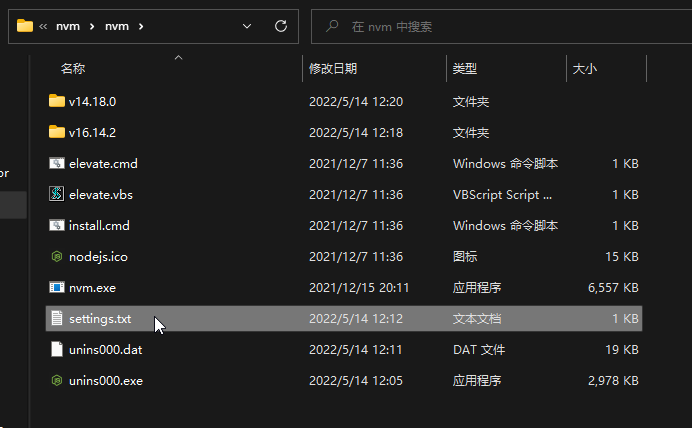 « nvm > nvm >
在 nvm 中搜索
名称 修改日期 类型 大小
v14.18.0 2022/5/14 12:20 文件夹
v16.14.2 2022/5/14 12:18 文件夹
elevate.cmd 2021/12/7 11:36 Windows 命令脚本 1 KB
elevate.vbs 2021/12/7 11:36 VBScript Script ... 1 KB
install.cmd 2021/12/7 11:36 Windows 命令脚本 1 KB
nodejs.ico 2021/12/7 11:36 图标 15 KB
nvm.exe 2021/12/15 20:11 应用程序 6,557 KB
settings.txt 2022/5/14 12:12 文本文档 1 KB
unins000.dat 2022/5/14 12:11 DAT 文件 19 KB
unins000.exe 2022/5/14 12:05 应用程序 2,978 KB
or